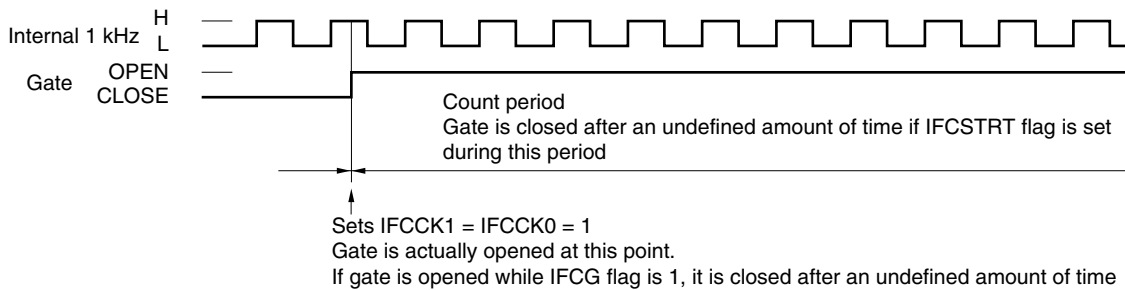 H
Internal 1 kHz
L
OPEN
Gate
CLOSE
Count period
Gate is closed after an undefined amount of time if IFCSTRT flag is set
during this period
Sets IFCCK1 = IFCCK0 = 1
Gate is actually opened at this point.
If gate is opened while IFCG flag is 1, it is closed after an undefined amount of time